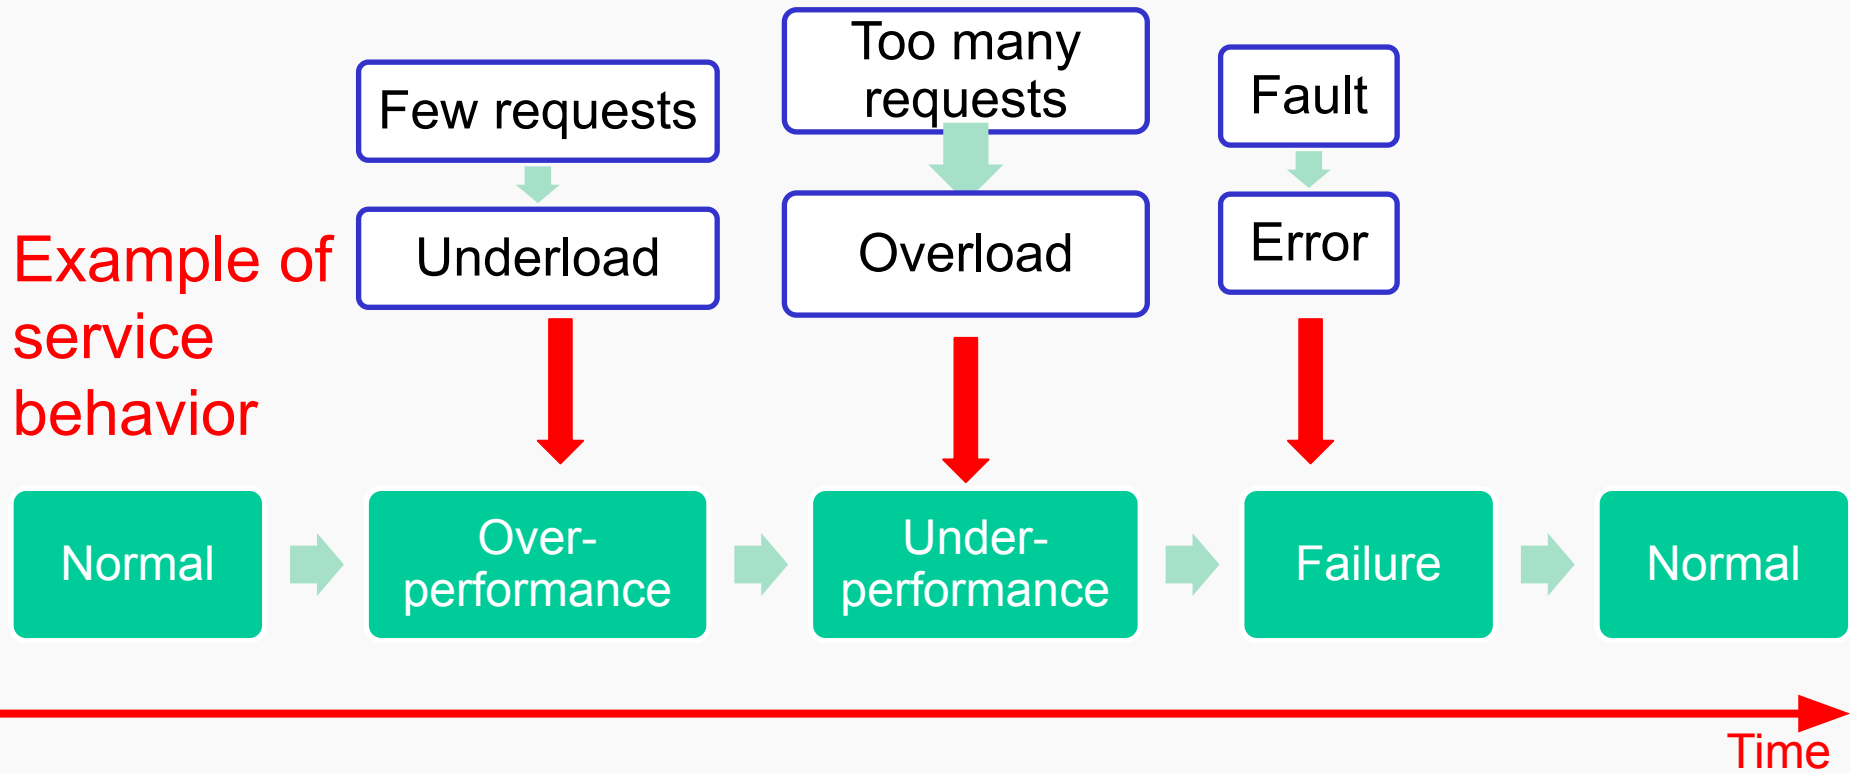 Too many
requests
Few requests
Fault
Underload
Overload
Error
Example of
service
behavior
Normal
Over-
performance
Under-
performance
Failure
Normal
Time